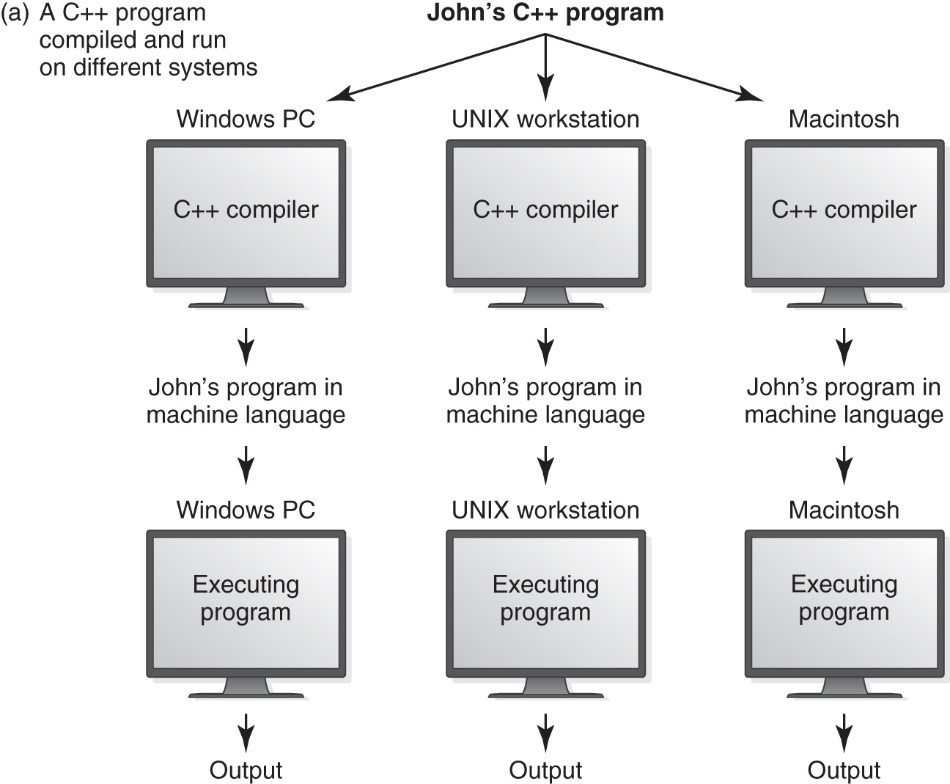 (a) A C++ program
compiled and run
on different systems
John’s C++ program
Windows PC
UNIX workstation
Macintosh
C++ compiler
C++ compiler
C++ compiler
John’s program in
machine language
John’s program in
machine language
John’s program in
machine language
Windows PC
UNIX workstation
Macintosh
Executing
program
Executing
program
Executing
program
Output
Output
Output